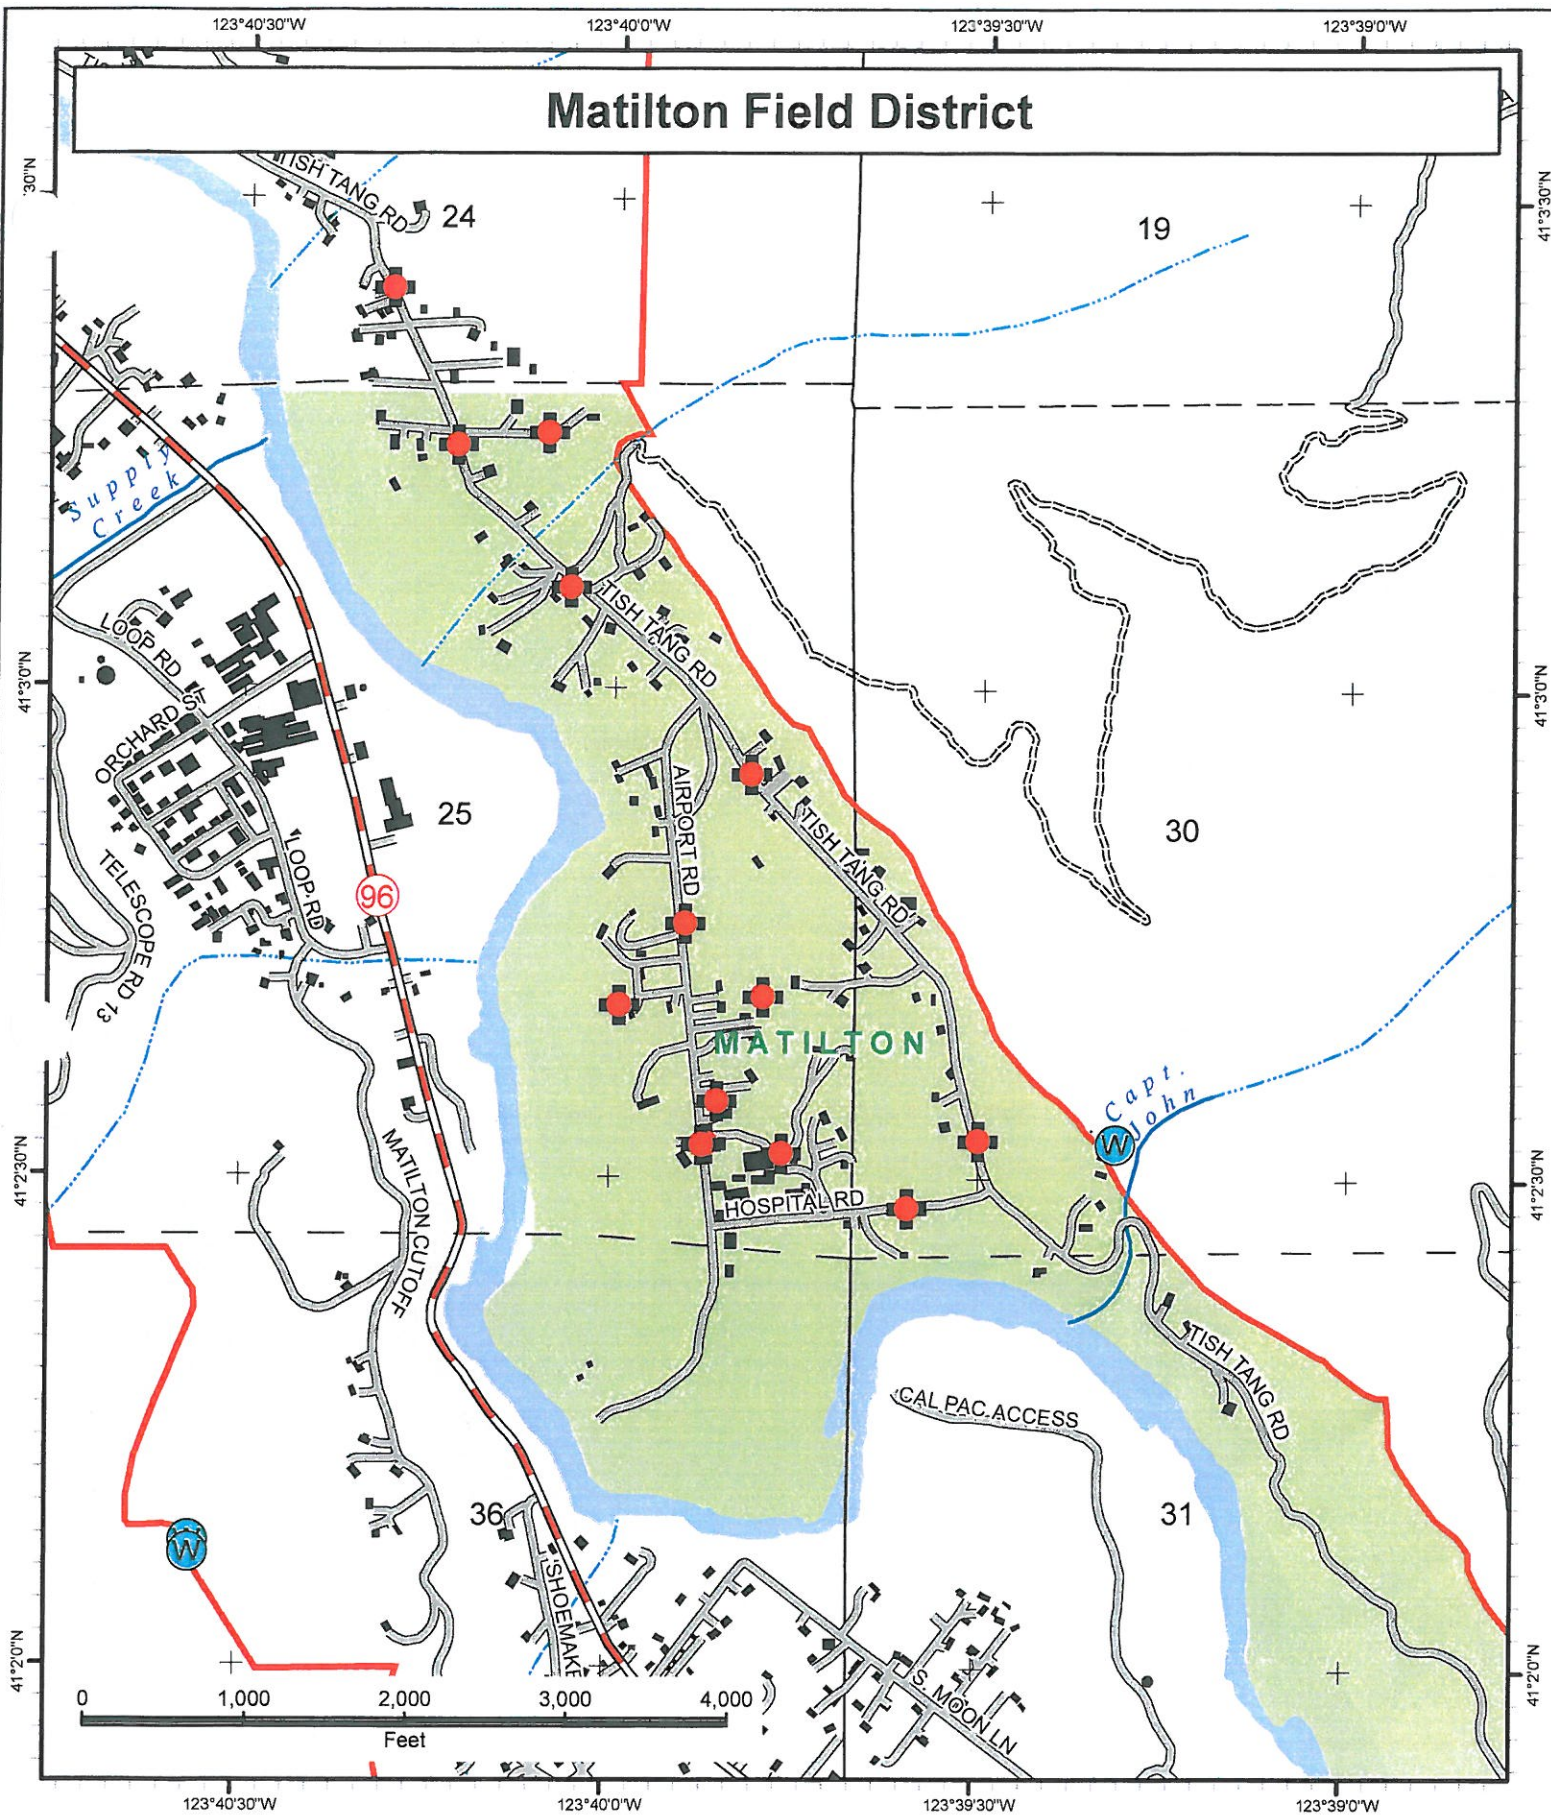 123°40'30"W
123°40'0"W
123°39'30"W
123°39'0"W
Matilton Field District
TISH TANG RD
24
19
41°3'30"N
Supply
Creek
LOOP RD
TISH TANG RD
41°3'0"N
41°3'0"N
ORCHARD ST
AIRPORT RD
25
TISH TANG RD
30
LOOP RD
96
TELESCOPE RD 13
MATILTON
Capt.
John
W
41°2'30"N
41°2'30"N
MATILTON CUTOFF
HOSPITAL RD
TISH TANG RD
CAL PAC ACCESS
36
31
W
SHOEMAKE
41°2'0"N
41°2'0"N
S. MOON LN
0
1,000
2,000
3,000
4,000
Feet
123°40'30"W
123°40'0"W
123°39'30"W
123°39'0"W